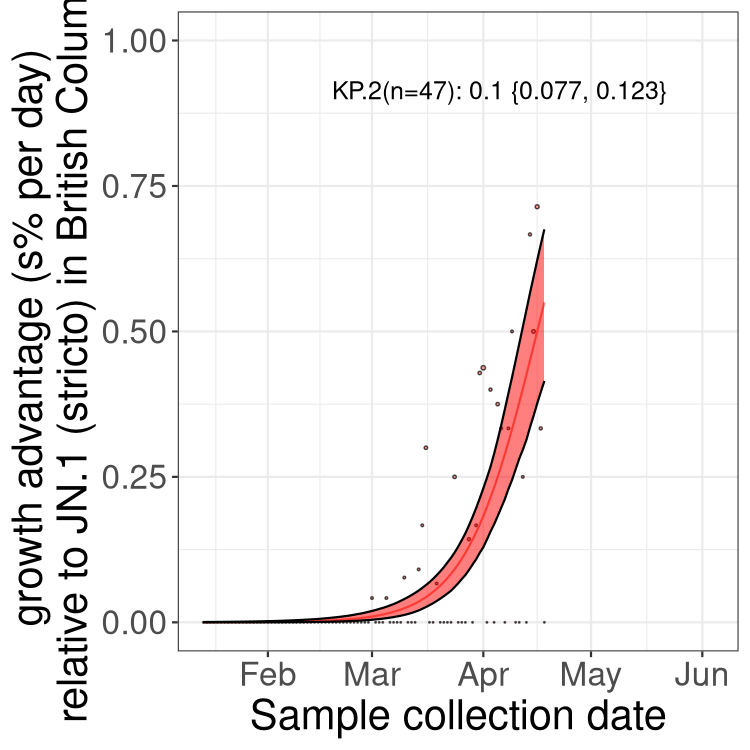 growth advantage (s% per day)
relative to JN.1 (stricto) in British Colum
1.00
0.75
0.50
0.25
0.00
KP.2(n=47): 0.1 {0.077, 0.123}
Feb Mar Apr May Jun
Sample collection date